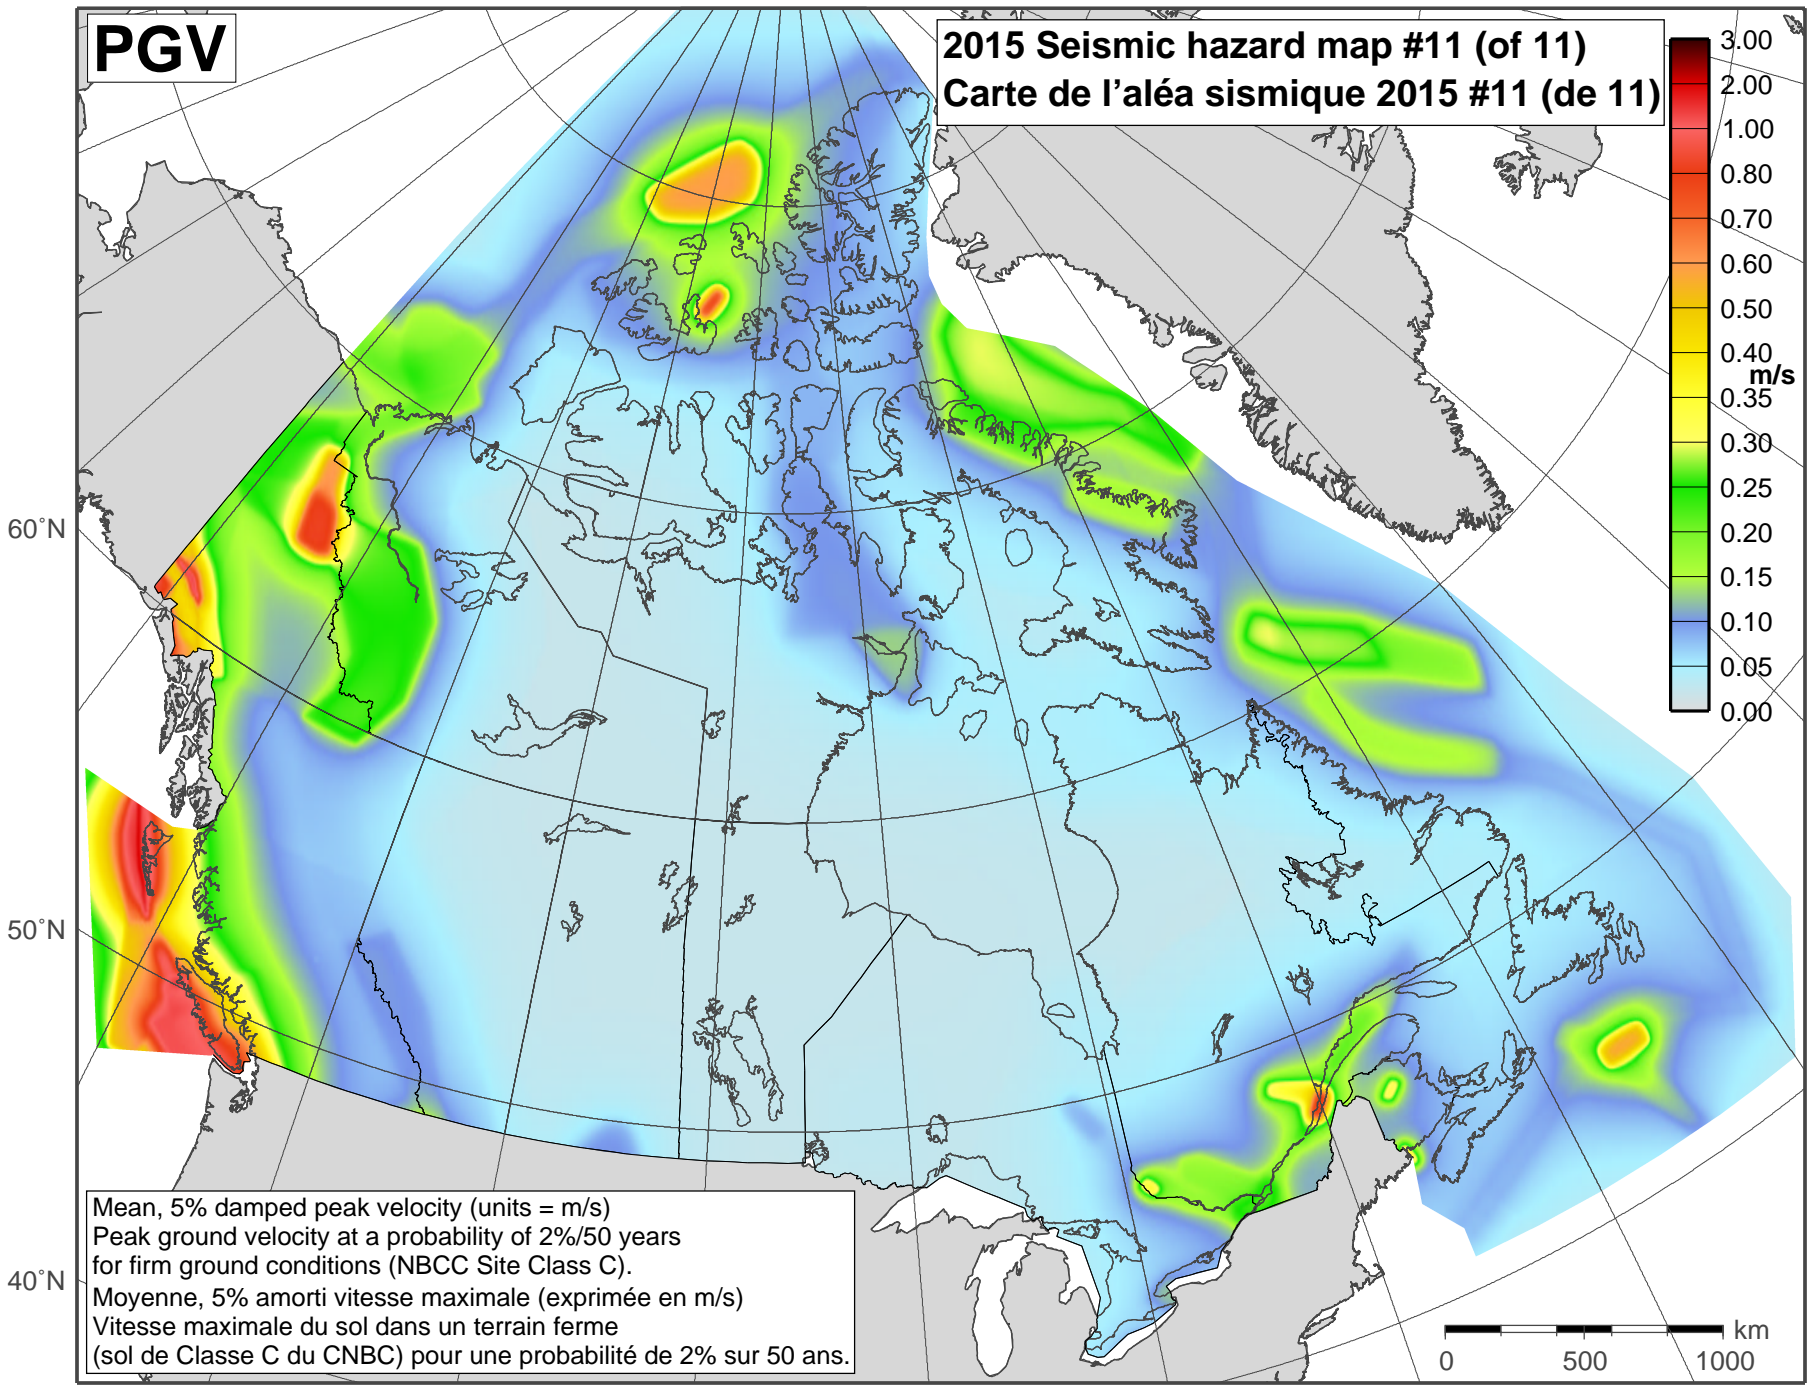 PGV
2015 Seismic hazard map #11 (of 11)
Carte de l'aléa sismique 2015 #11 (de 11)
3.00
2.00
1.00
0.80
0.70
0.60
0.50
0.40
m/s
0.35
0.30
0.25
0.20
0.15
0.10
0.05
0.00
60°N
50°N
40°N
Mean, 5% damped peak velocity (units = m/s)
Peak ground velocity at a probability of 2%/50 years
for firm ground conditions (NBCC Site Class C).
Moyenne, 5% amorti vitesse maximale (exprimée en m/s)
Vitesse maximale du sol dans un terrain ferme
(sol de Classe C du CNBC) pour une probabilité de 2% sur 50 ans.
km
0 500 1000